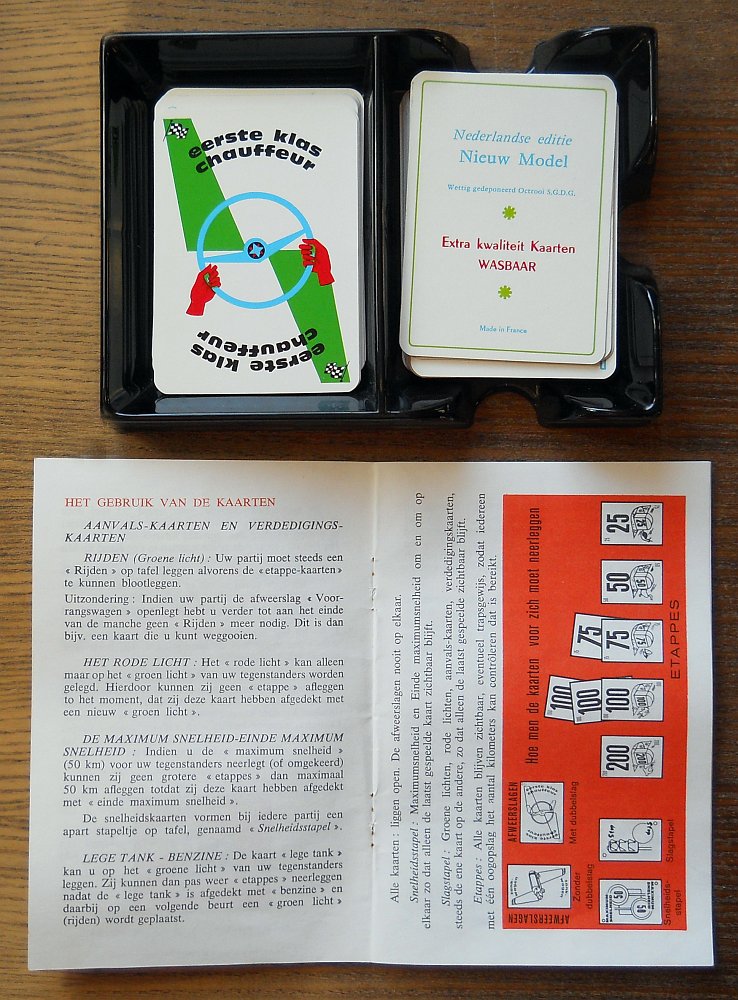 eerste klas
chauffeur
eerste klas
chauffeur
Nederlandse editie
Nieuw Model
Wettig gedeponeerd Octrooi S.G.D.G.
Extra kwaliteit Kaarten
WASBAAR
Made in France
HET GEBRUIK VAN DE KAARTEN
AANVALS-KAARTEN EN VERDEDIGINGS-
KAARTEN
RIJDEN (Groene licht) : Uw partij moet steeds een
« Rijden » op tafel leggen alvorens de «etappe-kaarten»
te kunnen blootleggen.
Uitzondering : Indien uw partij de afweerslag « Voor-
rangswagen » openlegt hebt u verder tot aan het einde
van de manche geen « Rijden » meer nodig. Dit is dan
bijv. een kaart die u kunt weggooien.
HET RODE LICHT : Het « rode licht » kan alleen
maar op het « groen licht » van uw tegenstanders worden
gelegd. Hierdoor kunnen zij geen « etappe » afleggen
to het moment, dat zij deze kaart hebben afgedekt met
een nieuw « groen licht ».
DE MAXIMUM SNELHEID-EINDE MAXIMUM
SNELHEID : Indien u de « maximum snelheid »
(50 km) voor uw tegenstanders neerlegt (of omgekeerd)
kunnen zij geen grotere « etappes » dan maximaal
50 km afleggen totdat zij deze kaart hebben afgedekt
met « einde maximum snelheid ».
De snelheidskaarten vormen bij iedere partij een
apart stapeltje op tafel, genaamd « Snelheidsstapel ».
LEGE TANK - BENZINE : De kaart « lege tank »
kan u op het « groene licht » van uw tegenstanders
leggen. Zij kunnen dan pas weer « etappes » neerleggen
nadat de « lege tank » is afgedekt met « benzine » en
daarbij op een volgende beurt een « groen licht »
(rijden) wordt geplaatst.
Alle kaarten : liggen open. De afweerslagen nooit op elkaar.
Snelheidsstapel : Maximumsnelheid en Einde maximumsnelheid om en om op
elkaar zo dat alleen de laatst gespeelde kaart zichtbaar blijft.
Slagstapel : Groene lichten, rode lichten, aanvals-kaarten, verdedigingskaarten,
steeds de ene kaart op de andere, zo dat alleen de laatst gespeelde zichtbaar blijft.
Etappes : Alle kaarten blijven zichtbaar, eventueel trapsgewijs, zodat iedereen
met één oogopslag het aantal kilometers kan contrôleren dat is bereikt.
Hoe men de kaarten voor zich moet neerleggen
AFWEERSLAGEN
Met dubbelslag
AFWEERSLAGEN
Zonder
dubbelslag
200
100
100
100
75
75
50
25
ETAPPES
MAXIMUM
SNELHEID
50
Snelheids-
stapel
Stop
Slagstapel